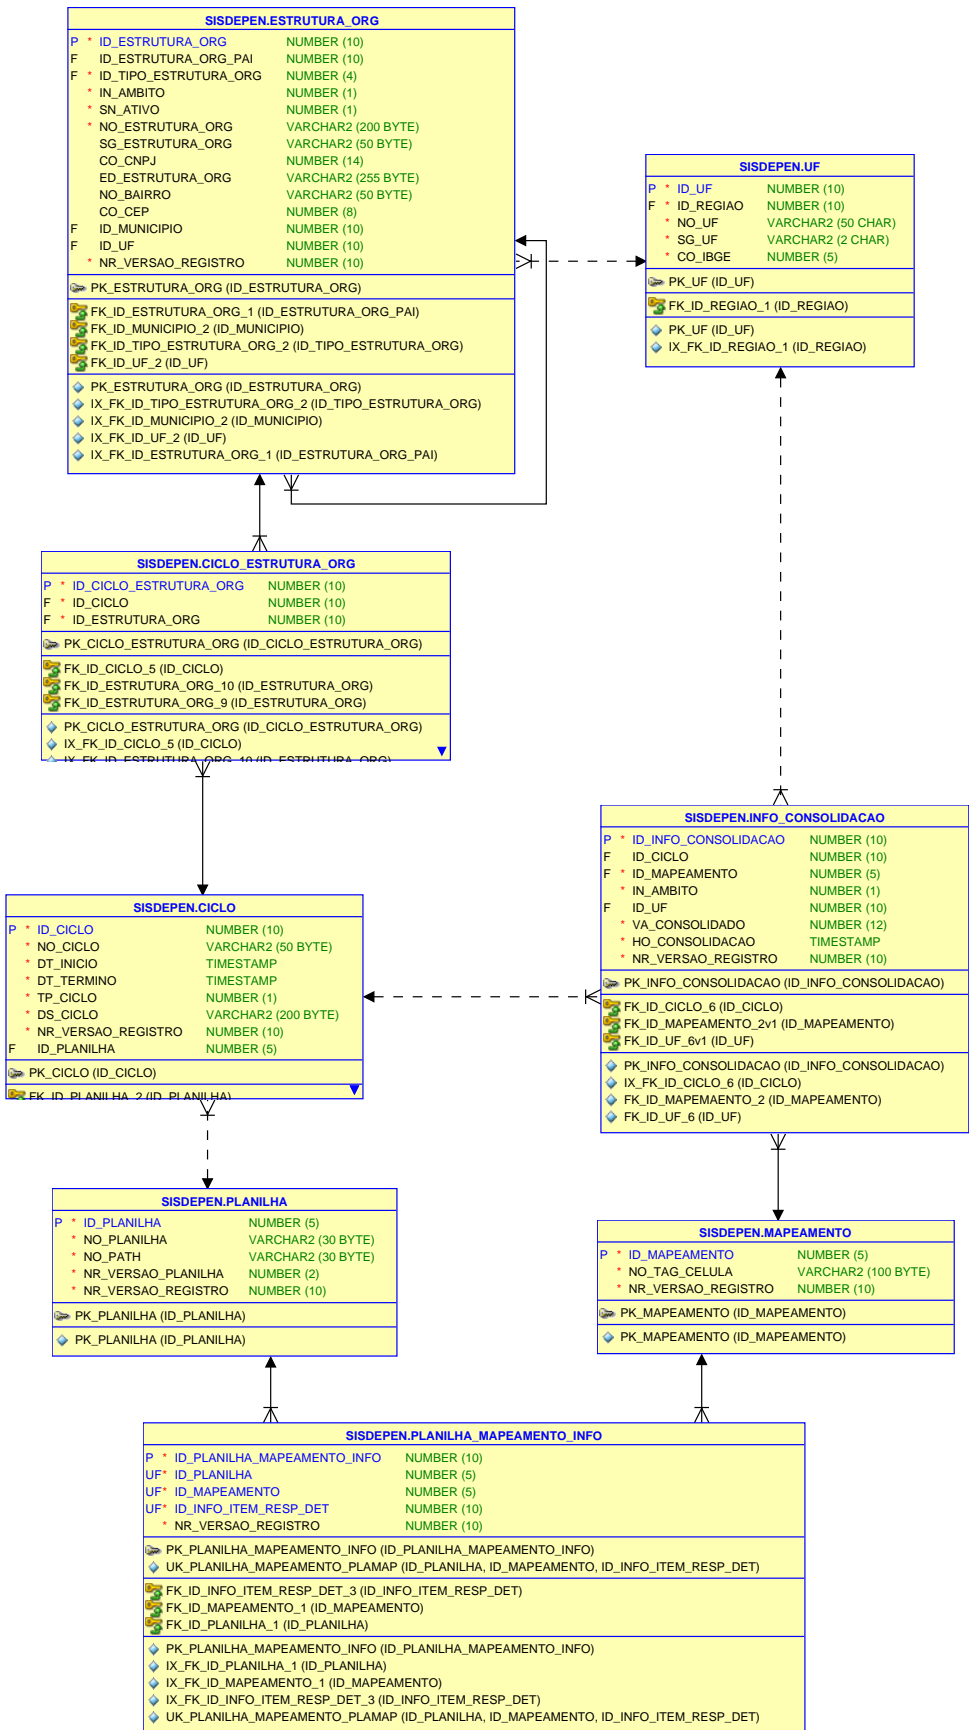 SISDEPEN.ESTRUTURA_ORG
P * ID_ESTRUTURA_ORG NUMBER (10)
F ID_ESTRUTURA_ORG_PAI NUMBER (10)
F * ID_TIPO_ESTRUTURA_ORG NUMBER (4)
* IN_AMBITO NUMBER (1)
* SN_ATIVO NUMBER (1)
* NO_ESTRUTURA_ORG VARCHAR2 (200 BYTE)
SG_ESTRUTURA_ORG VARCHAR2 (50 BYTE)
CO_CNPJ NUMBER (14)
ED_ESTRUTURA_ORG VARCHAR2 (255 BYTE)
NO_BAIRRO VARCHAR2 (50 BYTE)
CO_CEP NUMBER (8)
F ID_MUNICIPIO NUMBER (10)
F ID_UF NUMBER (10)
* NR_VERSAO_REGISTRO NUMBER (10)
PK_ESTRUTURA_ORG (ID_ESTRUTURA_ORG)
FK_ID_ESTRUTURA_ORG_1 (ID_ESTRUTURA_ORG_PAI)
FK_ID_MUNICIPIO_2 (ID_MUNICIPIO)
FK_ID_TIPO_ESTRUTURA_ORG_2 (ID_TIPO_ESTRUTURA_ORG)
FK_ID_UF_2 (ID_UF)
PK_ESTRUTURA_ORG (ID_ESTRUTURA_ORG)
IX_FK_ID_TIPO_ESTRUTURA_ORG_2 (ID_TIPO_ESTRUTURA_ORG)
IX_FK_ID_MUNICIPIO_2 (ID_MUNICIPIO)
IX_FK_ID_UF_2 (ID_UF)
IX_FK_ID_ESTRUTURA_ORG_1 (ID_ESTRUTURA_ORG_PAI)
SISDEPEN.UF
P * ID_UF NUMBER (10)
F * ID_REGIAO NUMBER (10)
* NO_UF VARCHAR2 (50 CHAR)
* SG_UF VARCHAR2 (2 CHAR)
* CO_IBGE NUMBER (5)
PK_UF (ID_UF)
FK_ID_REGIAO_1 (ID_REGIAO)
PK_UF (ID_UF)
IX_FK_ID_REGIAO_1 (ID_REGIAO)
SISDEPEN.CICLO_ESTRUTURA_ORG
P * ID_CICLO_ESTRUTURA_ORG NUMBER (10)
F * ID_CICLO NUMBER (10)
F * ID_ESTRUTURA_ORG NUMBER (10)
PK_CICLO_ESTRUTURA_ORG (ID_CICLO_ESTRUTURA_ORG)
FK_ID_CICLO_5 (ID_CICLO)
FK_ID_ESTRUTURA_ORG_10 (ID_ESTRUTURA_ORG)
FK_ID_ESTRUTURA_ORG_9 (ID_ESTRUTURA_ORG)
PK_CICLO_ESTRUTURA_ORG (ID_CICLO_ESTRUTURA_ORG)
IX_FK_ID_CICLO_5 (ID_CICLO)
IX_FK_ID_ESTRUTURA_ORG_10 (ID_ESTRUTURA_ORG)
SISDEPEN.INFO_CONSOLIDACAO
P * ID_INFO_CONSOLIDACAO NUMBER (10)
F ID_CICLO NUMBER (10)
F * ID_MAPEAMENTO NUMBER (5)
* IN_AMBITO NUMBER (1)
F ID_UF NUMBER (10)
* VA_CONSOLIDADO NUMBER (12)
* HO_CONSOLIDACAO TIMESTAMP
* NR_VERSAO_REGISTRO NUMBER (10)
PK_INFO_CONSOLIDACAO (ID_INFO_CONSOLIDACAO)
FK_ID_CICLO_6 (ID_CICLO)
FK_ID_MAPEAMENTO_2v1 (ID_MAPEAMENTO)
FK_ID_UF_6v1 (ID_UF)
PK_INFO_CONSOLIDACAO (ID_INFO_CONSOLIDACAO)
IX_FK_ID_CICLO_6 (ID_CICLO)
FK_ID_MAPEMAENTO_2 (ID_MAPEAMENTO)
FK_ID_UF_6 (ID_UF)
SISDEPEN.CICLO
P * ID_CICLO NUMBER (10)
* NO_CICLO VARCHAR2 (50 BYTE)
* DT_INICIO TIMESTAMP
* DT_TERMINO TIMESTAMP
* TP_CICLO NUMBER (1)
* DS_CICLO VARCHAR2 (200 BYTE)
* NR_VERSAO_REGISTRO NUMBER (10)
F ID_PLANILHA NUMBER (5)
PK_CICLO (ID_CICLO)
FK_ID_PLANILHA_2 (ID_PLANILHA)
SISDEPEN.PLANILHA
P * ID_PLANILHA NUMBER (5)
* NO_PLANILHA VARCHAR2 (30 BYTE)
* NO_PATH VARCHAR2 (30 BYTE)
* NR_VERSAO_PLANILHA NUMBER (2)
* NR_VERSAO_REGISTRO NUMBER (10)
PK_PLANILHA (ID_PLANILHA)
PK_PLANILHA (ID_PLANILHA)
SISDEPEN.MAPEAMENTO
P * ID_MAPEAMENTO NUMBER (5)
* NO_TAG_CELULA VARCHAR2 (100 BYTE)
* NR_VERSAO_REGISTRO NUMBER (10)
PK_MAPEAMENTO (ID_MAPEAMENTO)
PK_MAPEAMENTO (ID_MAPEAMENTO)
SISDEPEN.PLANILHA_MAPEAMENTO_INFO
P * ID_PLANILHA_MAPEAMENTO_INFO NUMBER (10)
UF* ID_PLANILHA NUMBER (5)
UF* ID_MAPEAMENTO NUMBER (5)
UF* ID_INFO_ITEM_RESP_DET NUMBER (10)
* NR_VERSAO_REGISTRO NUMBER (10)
PK_PLANILHA_MAPEAMENTO_INFO (ID_PLANILHA_MAPEAMENTO_INFO)
UK_PLANILHA_MAPEAMENTO_PLAMAP (ID_PLANILHA, ID_MAPEAMENTO, ID_INFO_ITEM_RESP_DET)
FK_ID_INFO_ITEM_RESP_DET_3 (ID_INFO_ITEM_RESP_DET)
FK_ID_MAPEAMENTO_1 (ID_MAPEAMENTO)
FK_ID_PLANILHA_1 (ID_PLANILHA)
PK_PLANILHA_MAPEAMENTO_INFO (ID_PLANILHA_MAPEAMENTO_INFO)
IX_FK_ID_PLANILHA_1 (ID_PLANILHA)
IX_FK_ID_MAPEAMENTO_1 (ID_MAPEAMENTO)
IX_FK_ID_INFO_ITEM_RESP_DET_3 (ID_INFO_ITEM_RESP_DET)
UK_PLANILHA_MAPEAMENTO_PLAMAP (ID_PLANILHA, ID_MAPEAMENTO, ID_INFO_ITEM_RESP_DET)